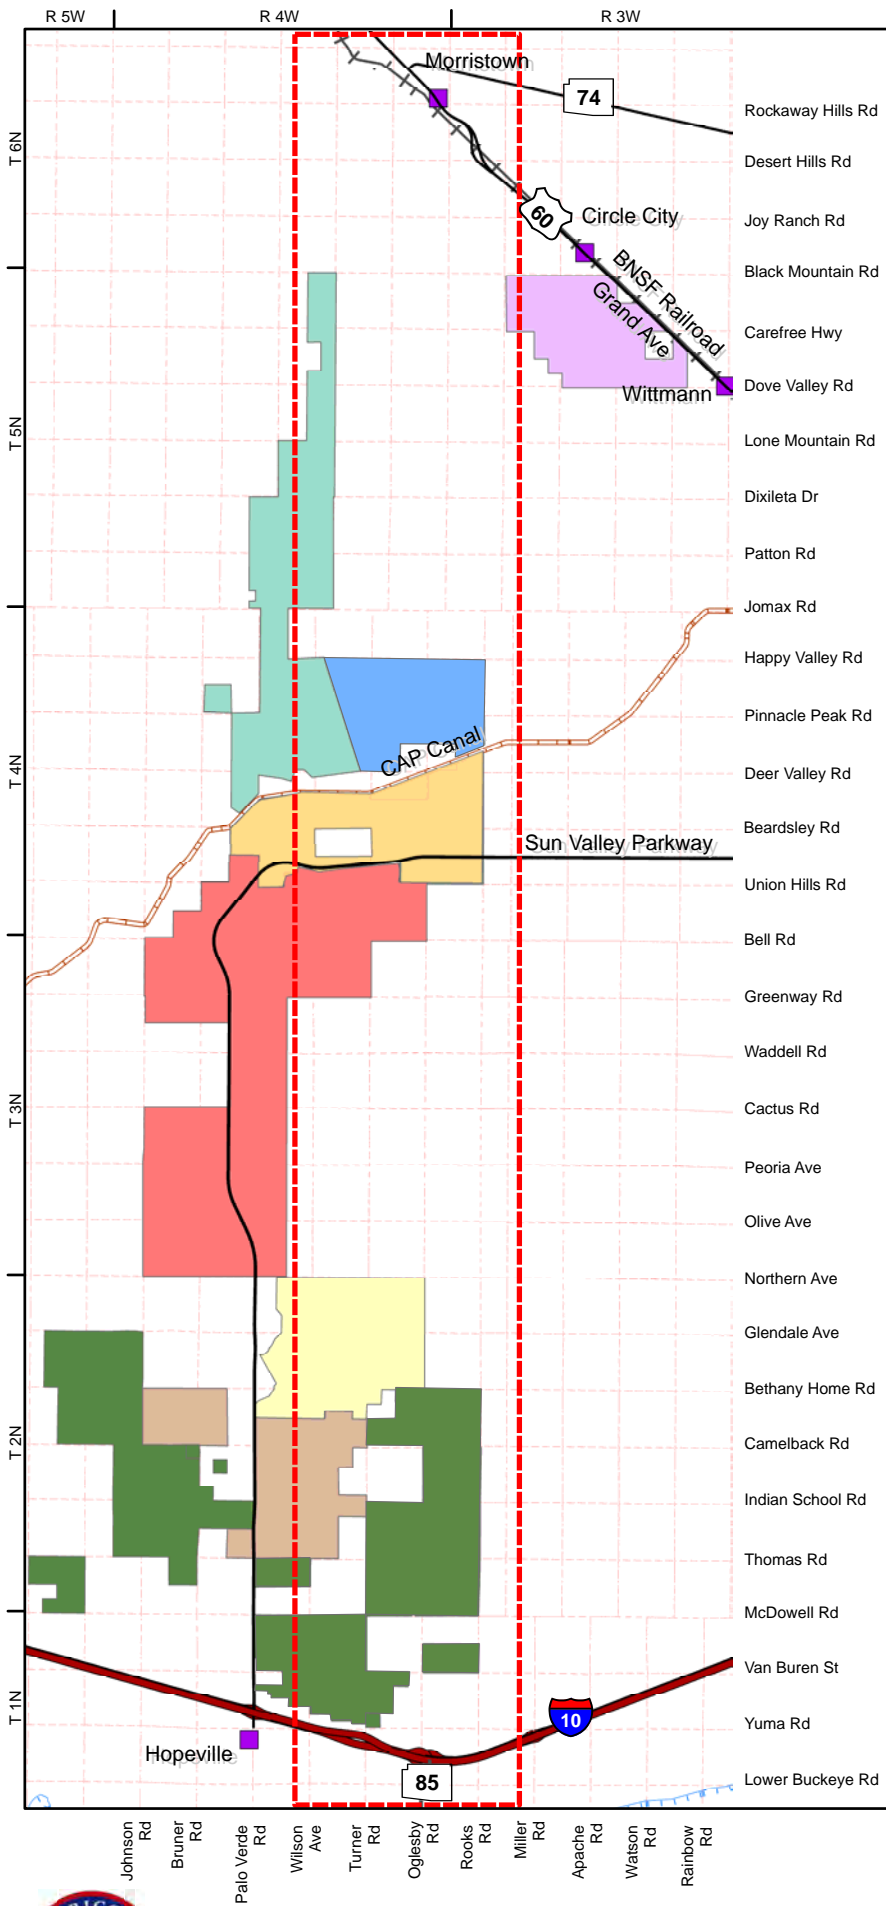 R 5W
R 4W
R 3W
Morristown
74
Rockaway Hills Rd
T 6N
Desert Hills Rd
60
Circle City
Joy Ranch Rd
BNSF Railroad
Black Mountain Rd
Grand Ave
Carefree Hwy
Wittmann
Dove Valley Rd
T 5N
Lone Mountain Rd
Dixileta Dr
Patton Rd
Jomax Rd
Happy Valley Rd
Pinnacle Peak Rd
CAP Canal
T 4N
Deer Valley Rd
Beardsley Rd
Sun Valley Parkway
Union Hills Rd
Bell Rd
Greenway Rd
Waddell Rd
T 3N
Cactus Rd
Peoria Ave
Olive Ave
Northern Ave
Glendale Ave
Bethany Home Rd
T 2N
Camelback Rd
Indian School Rd
Thomas Rd
McDowell Rd
Van Buren St
T 1N
10
Yuma Rd
Hopeville
85
Lower Buckeye Rd
Johnson Rd
Bruner Rd
Palo Verde Rd
Wilson Ave
Turner Rd
Oglesby Rd
Rooks Rd
Miller Rd
Apache Rd
Watson Rd
Rainbow Rd